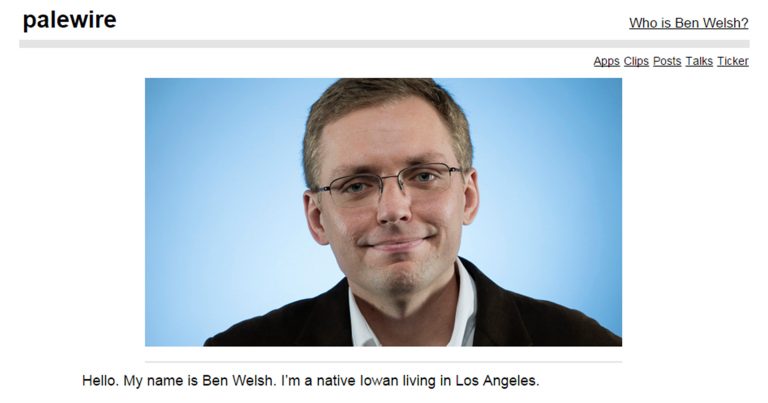 palewire
Who is Ben Welsh?
Apps Clips Posts Talks Ticker
Hello. My name is Ben Welsh. I'm a native Iowan living in Los Angeles.